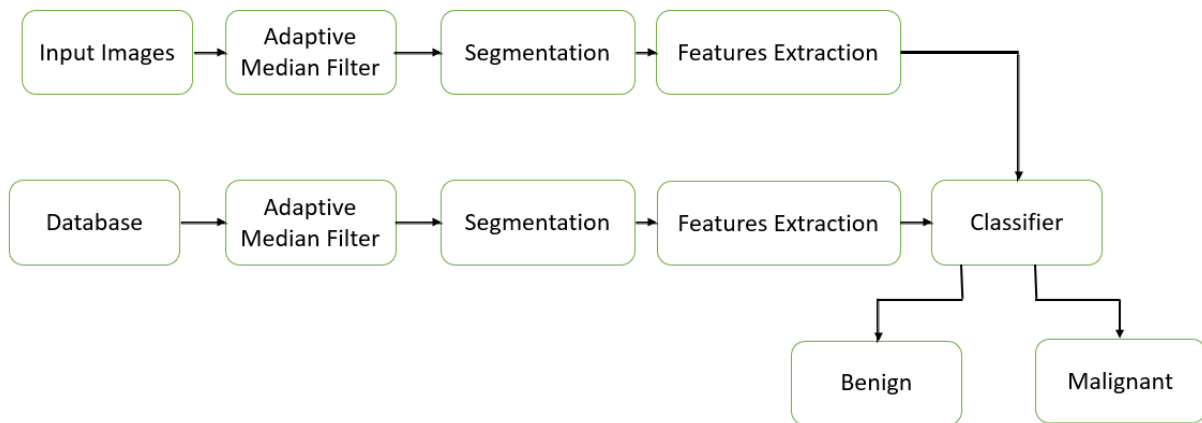 Input Images
Adaptive
Median Filter
Segmentation
Features Extraction
Database
Adaptive
Median Filter
Segmentation
Features Extraction
Classifier
Benign
Malignant